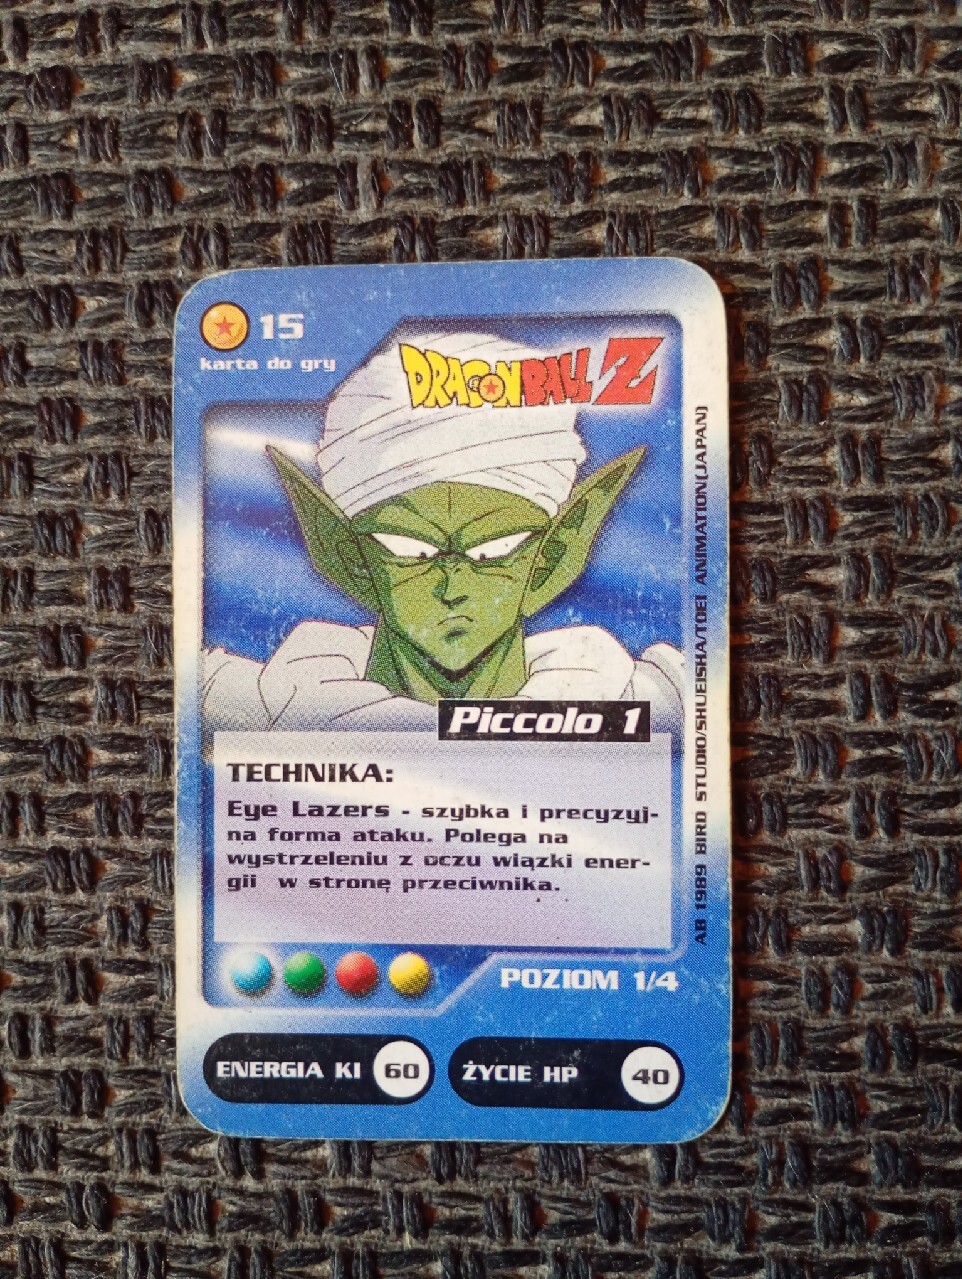 15
karta do gry
DRAGONBALL Z
Piccolo 1
TECHNIKA:
Eye Lazers - szybka i precyzyj-
na forma ataku. Polega na
wystrzeleniu z oczu wiązki ener-
gii w stronę przeciwnika.
POZIOM 1/4
ENERGIA KI 60
ŻYCIE HP 40
AB 1989 BIRD STUDIO/SHUEISHA/TOEI ANIMATION(JAPAN)